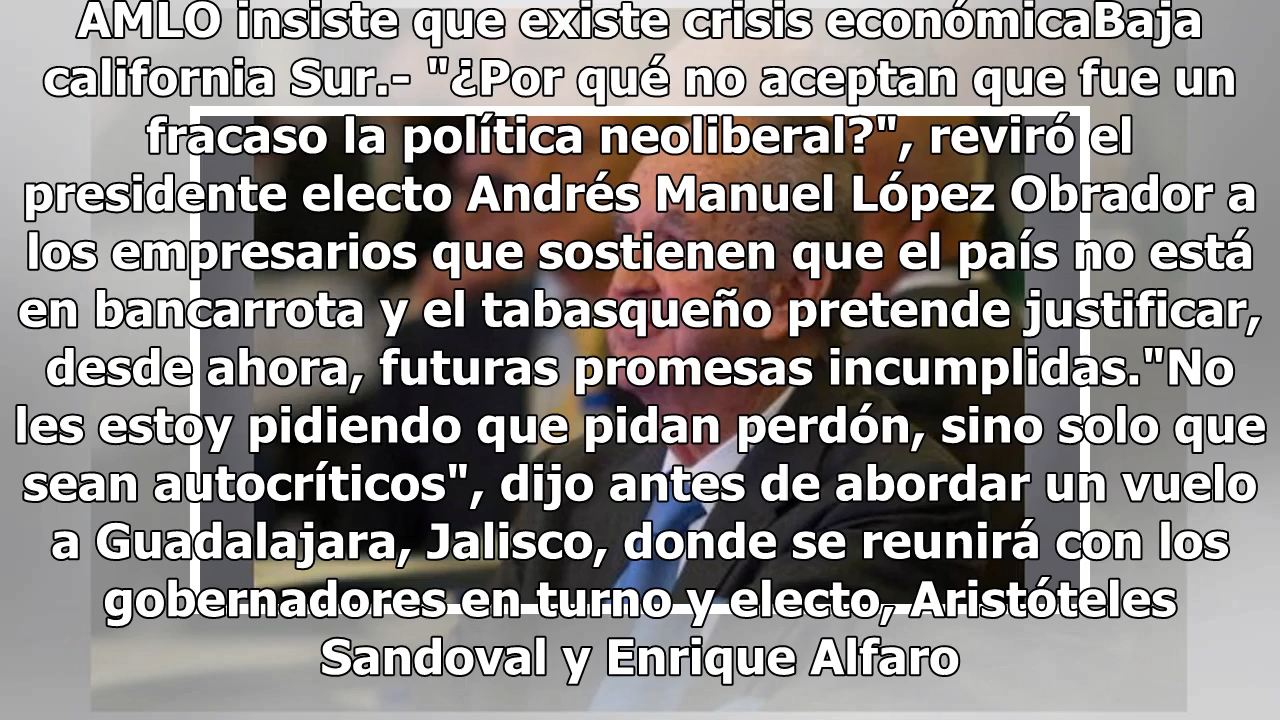 AMLO insiste que existe crisis económicaBaja
california Sur.- "¿Por qué no aceptan que fue un
fracaso la política neoliberal?", reviró el
presidente electo Andrés Manuel López Obrador a
los empresarios que sostienen que el país no está
en bancarrota y el tabasqueño pretende justificar,
desde ahora, futuras promesas incumplidas."No
les estoy pidiendo que pidan perdón, sino solo que
sean autocríticos", dijo antes de abordar un vuelo
a Guadalajara, Jalisco, donde se reunirá con los
gobernadores en turno y electo, Aristóteles
Sandoval y Enrique Alfaro